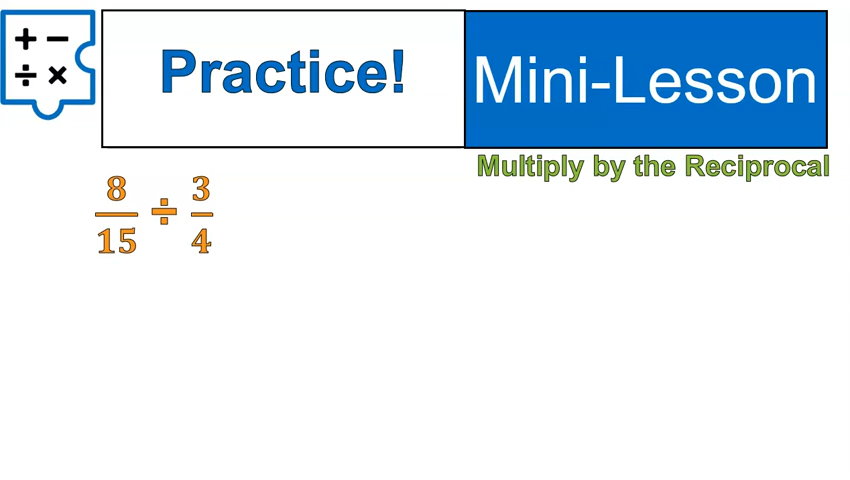 + −
÷ ×
Practice!
Mini-Lesson
Multiply by the Reciprocal
8/15 ÷ 3/4